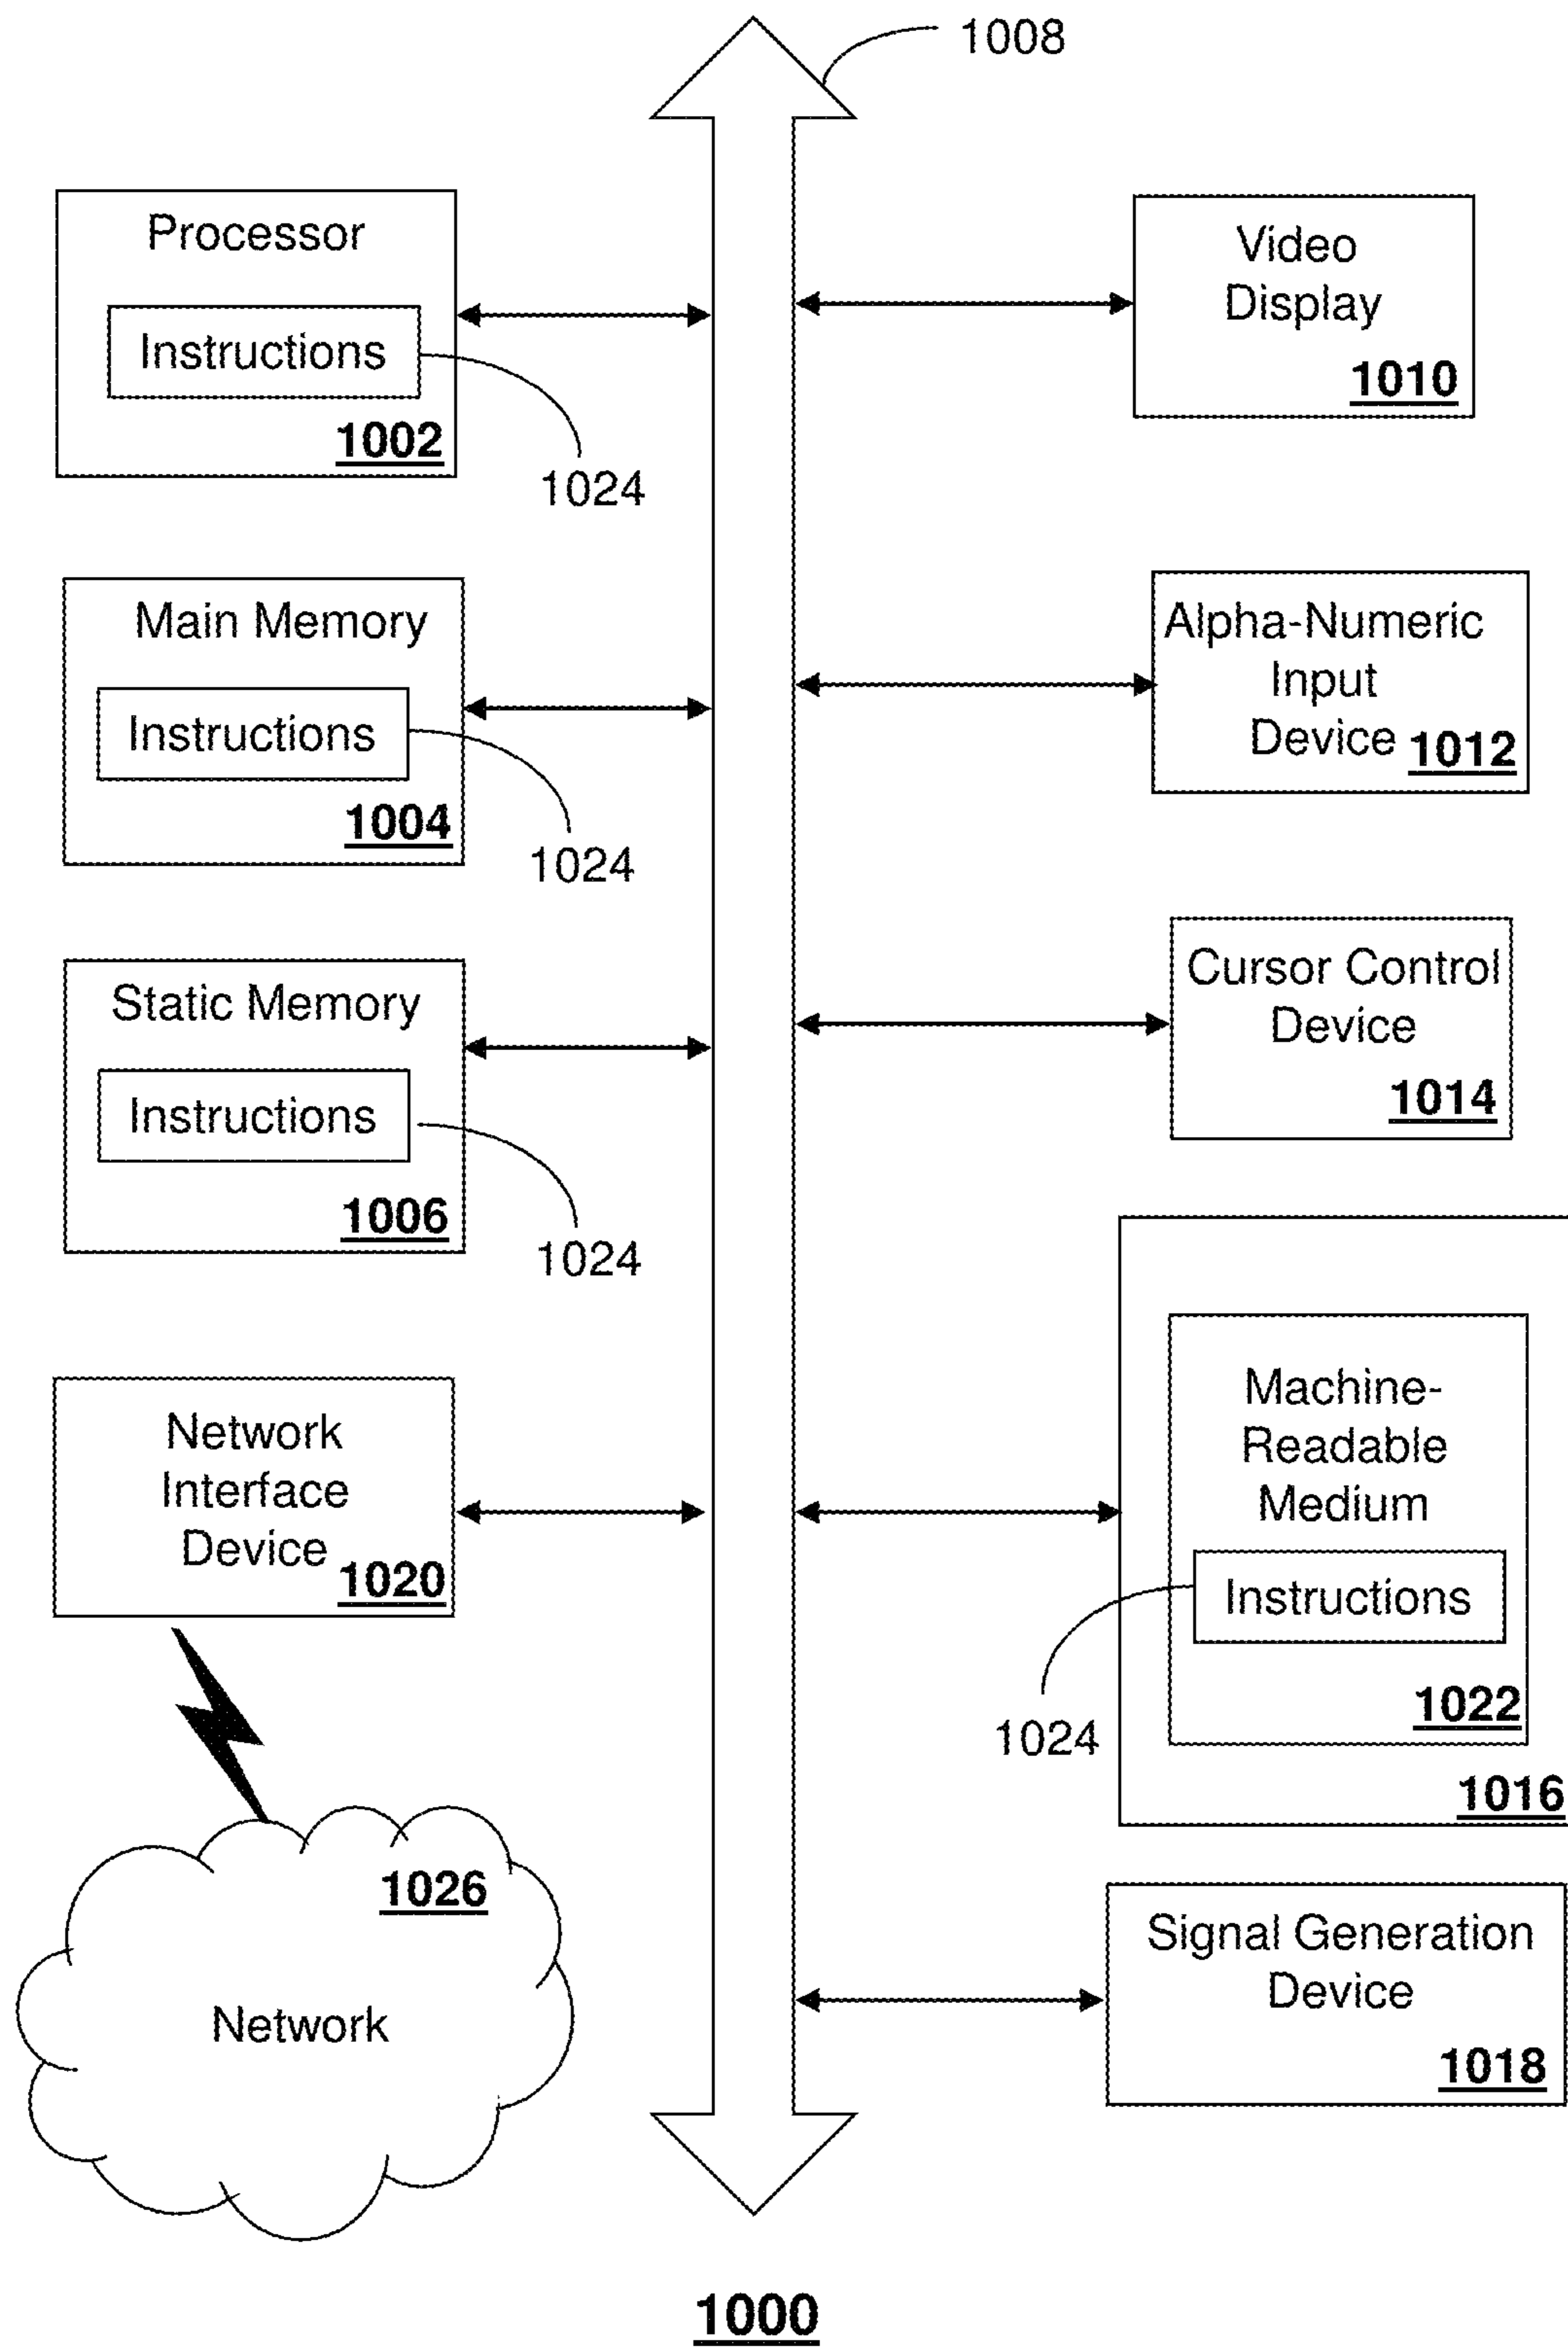 1008
Processor
Instructions
1002
1024
Main Memory
Instructions
1004
1024
Static Memory
Instructions
1006
1024
Network
Interface
Device
1020
1026
Network
Video
Display
1010
Alpha-Numeric
Input
Device 1012
Cursor Control
Device
1014
Machine-
Readable
Medium
Instructions
1022
1024
1016
Signal Generation
Device
1018
1000